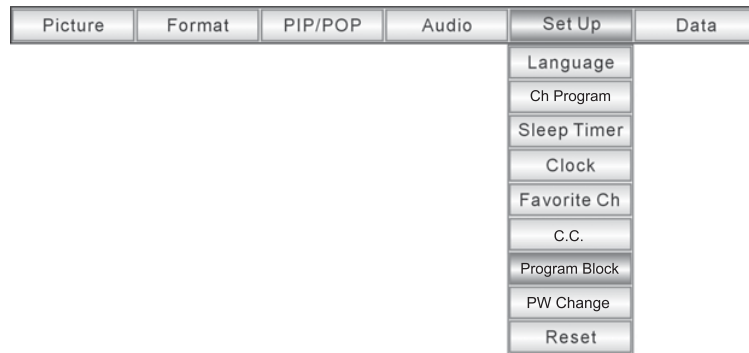 Picture Format PIP/POP Audio Set Up Data
Language
Ch Program
Sleep Timer
Clock
Favorite Ch
C.C.
Program Block
PW Change
Reset